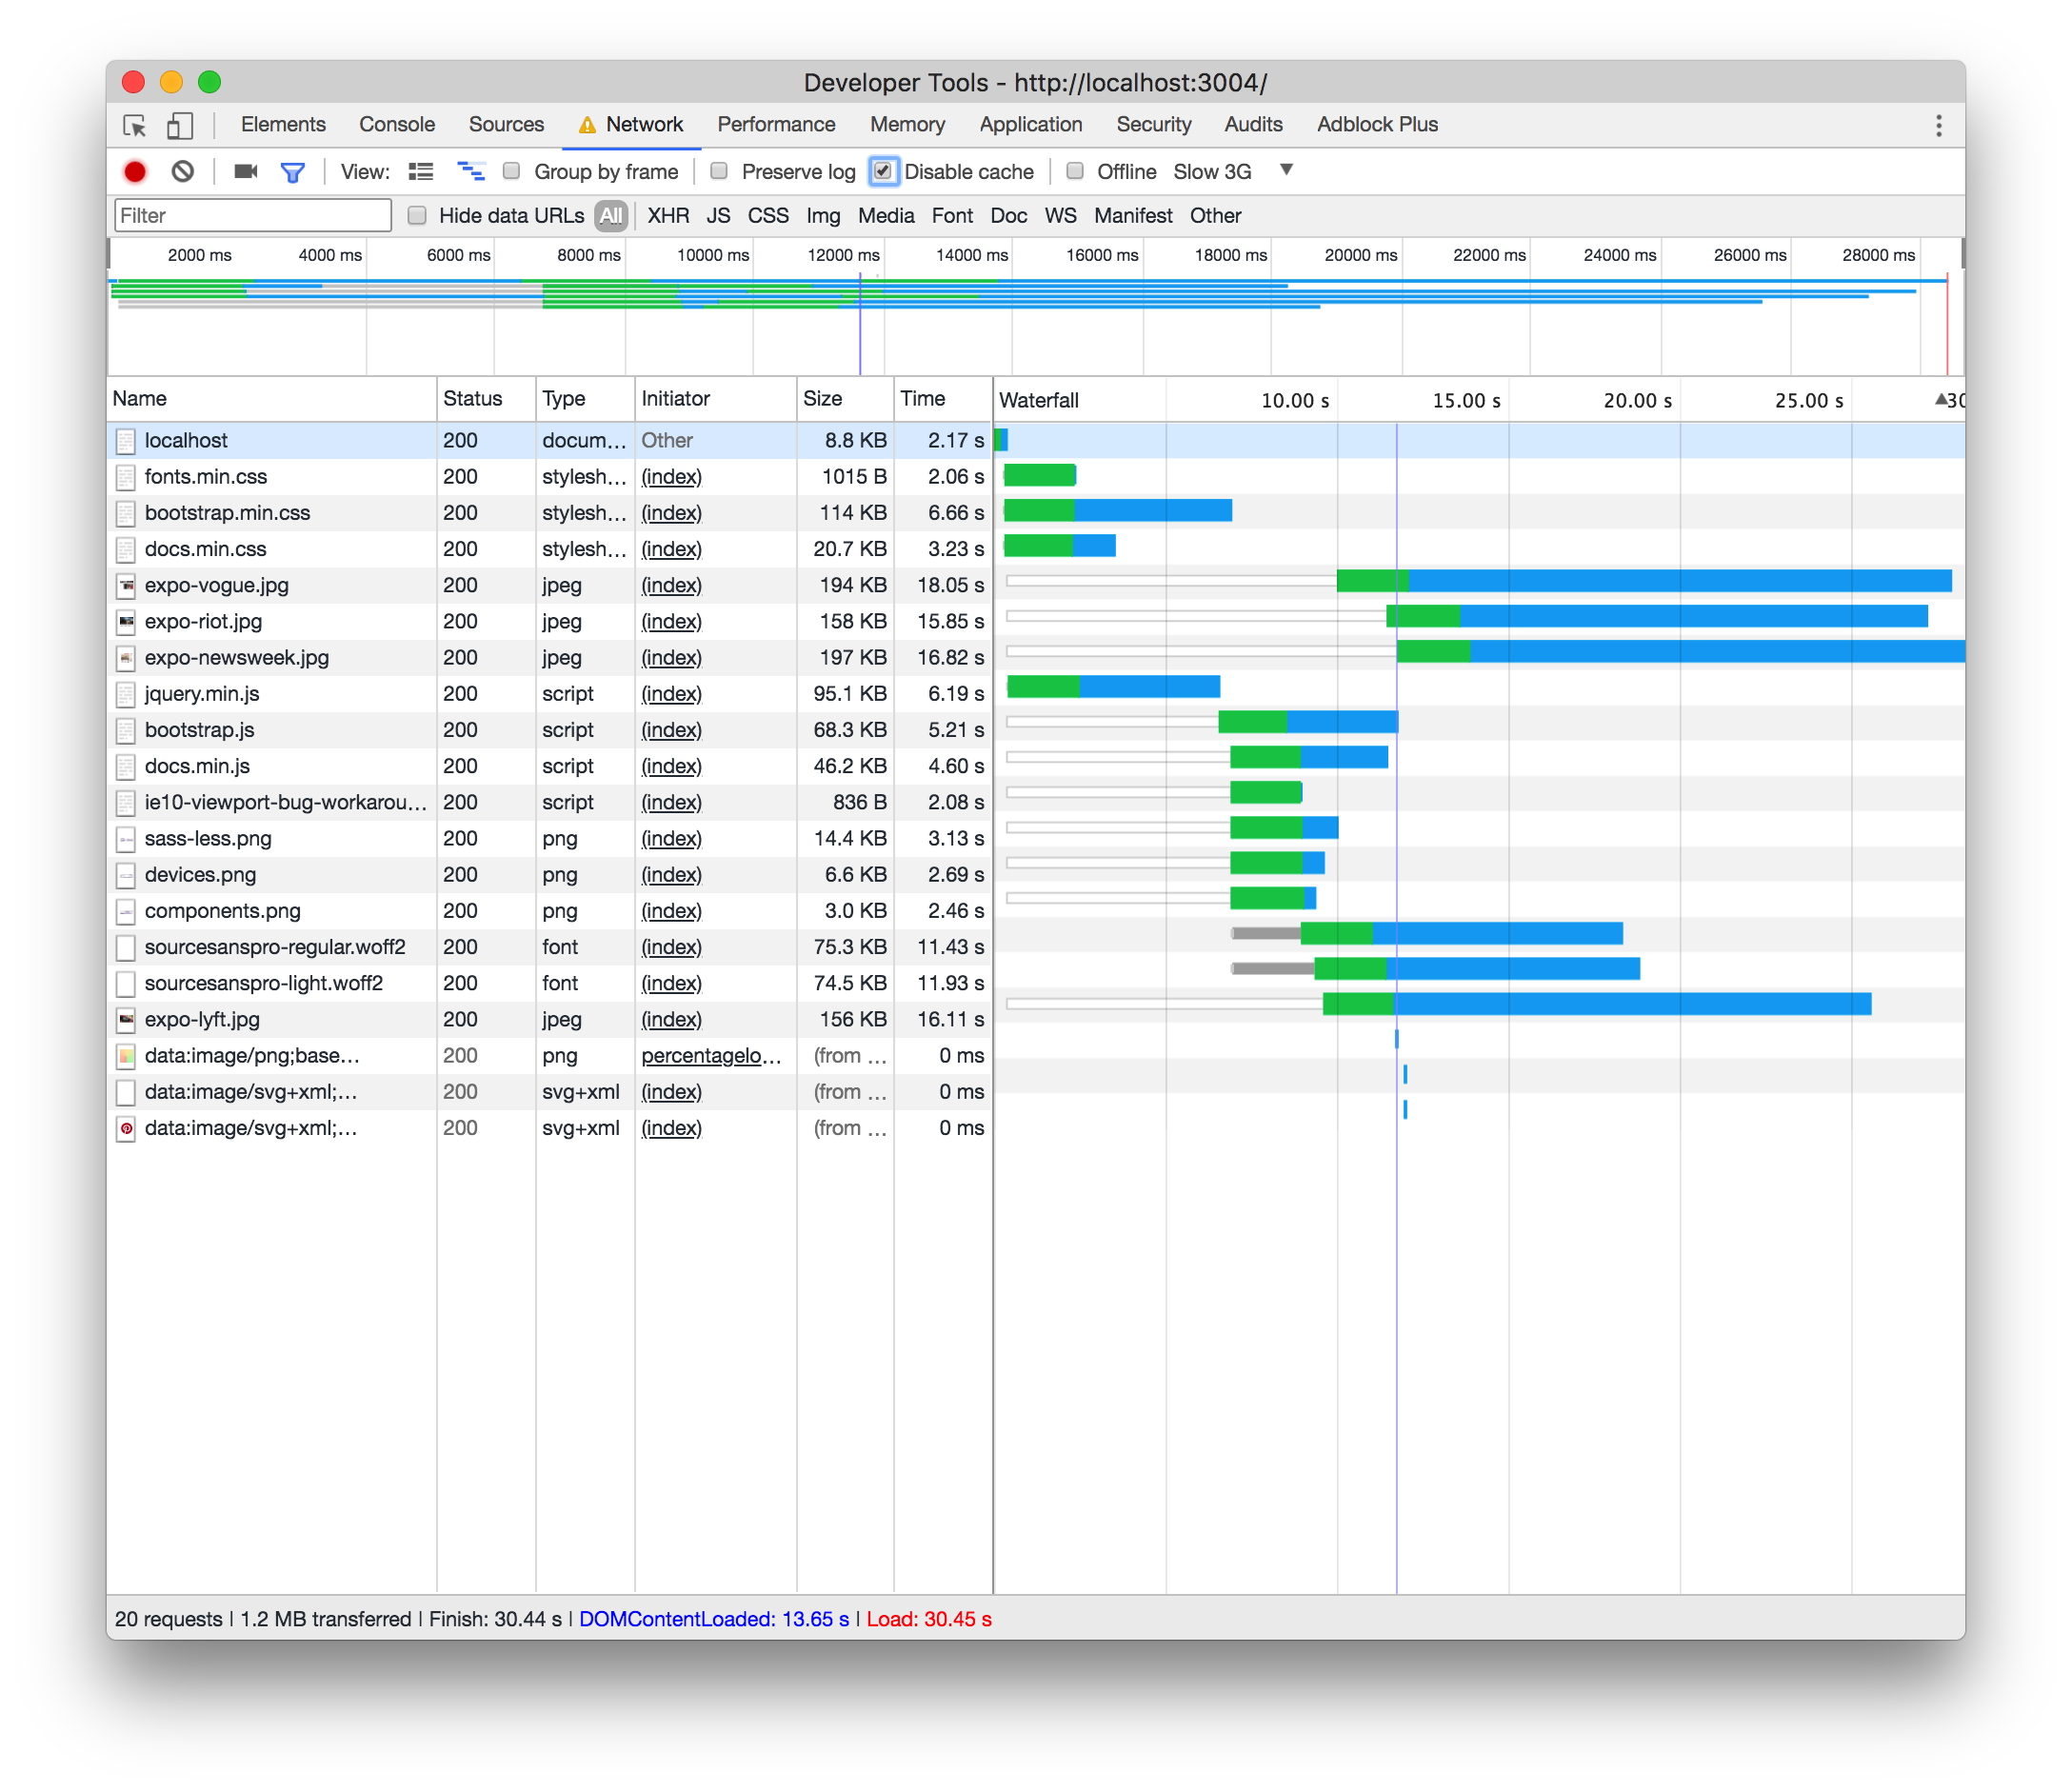 Developer Tools - http://localhost:3004/
Elements Console Sources Network Performance Memory Application Security Audits Adblock Plus
View: Group by frame Preserve log Disable cache Offline Slow 3G
Filter Hide data URLs All XHR JS CSS Img Media Font Doc WS Manifest Other
2000 ms 4000 ms 6000 ms 8000 ms 10000 ms 12000 ms 14000 ms 16000 ms 18000 ms 20000 ms 22000 ms 24000 ms 26000 ms 28000 ms
Name Status Type Initiator Size Time Waterfall 10.00 s 15.00 s 20.00 s 25.00 s 30
localhost 200 docum... Other 8.8 KB 2.17 s
fonts.min.css 200 stylesh... (index) 1015 B 2.06 s
bootstrap.min.css 200 stylesh... (index) 114 KB 6.66 s
docs.min.css 200 stylesh... (index) 20.7 KB 3.23 s
expo-vogue.jpg 200 jpeg (index) 194 KB 18.05 s
expo-riot.jpg 200 jpeg (index) 158 KB 15.85 s
expo-newsweek.jpg 200 jpeg (index) 197 KB 16.82 s
jquery.min.js 200 script (index) 95.1 KB 6.19 s
bootstrap.js 200 script (index) 68.3 KB 5.21 s
docs.min.js 200 script (index) 46.2 KB 4.60 s
ie10-viewport-bug-workarou... 200 script (index) 836 B 2.08 s
sass-less.png 200 png (index) 14.4 KB 3.13 s
devices.png 200 png (index) 6.6 KB 2.69 s
components.png 200 png (index) 3.0 KB 2.46 s
sourcesanspro-regular.woff2 200 font (index) 75.3 KB 11.43 s
sourcesanspro-light.woff2 200 font (index) 74.5 KB 11.93 s
expo-lyft.jpg 200 jpeg (index) 156 KB 16.11 s
data:image/png;base... 200 png percentagelo... (from ... 0 ms
data:image/svg+xml;... 200 svg+xml (index) (from ... 0 ms
data:image/svg+xml;... 200 svg+xml (index) (from ... 0 ms
20 requests | 1.2 MB transferred | Finish: 30.44 s | DOMContentLoaded: 13.65 s | Load: 30.45 s